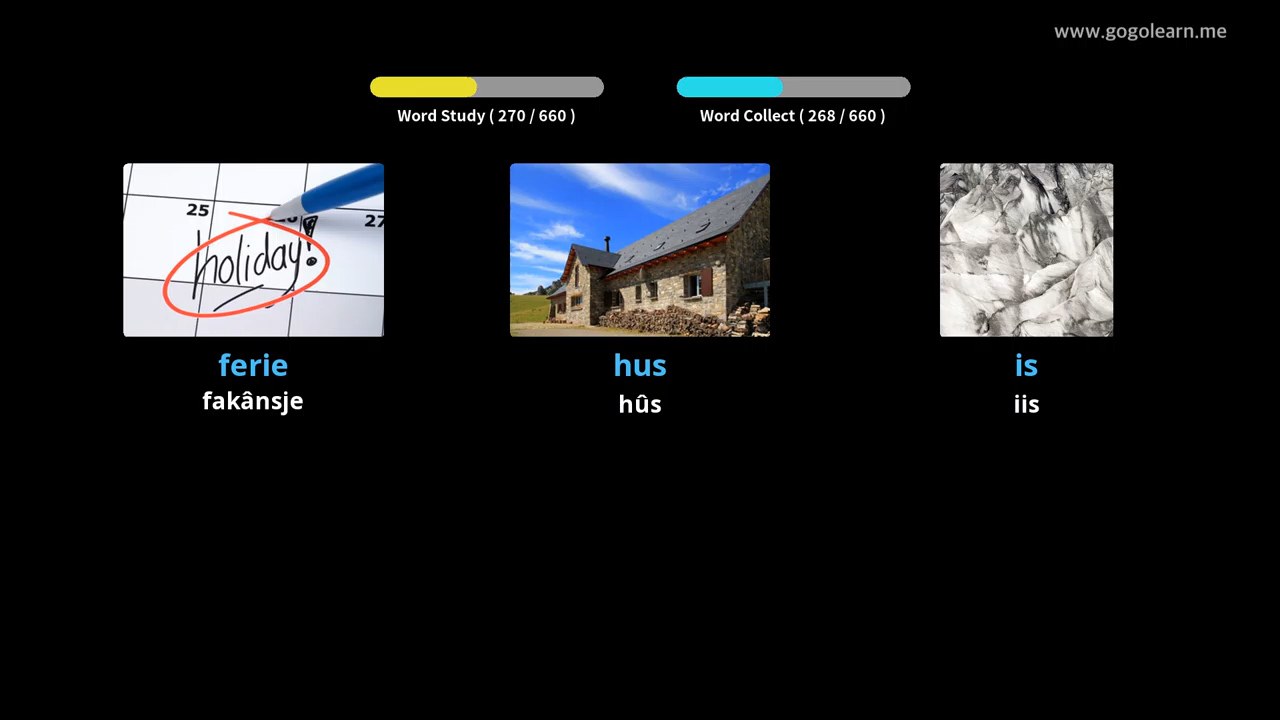 www.gogolearn.me
Word Study ( 270 / 660 )
Word Collect ( 268 / 660 )
25
27
holiday!
ferie
hus
is
fakânsje
hûs
iis